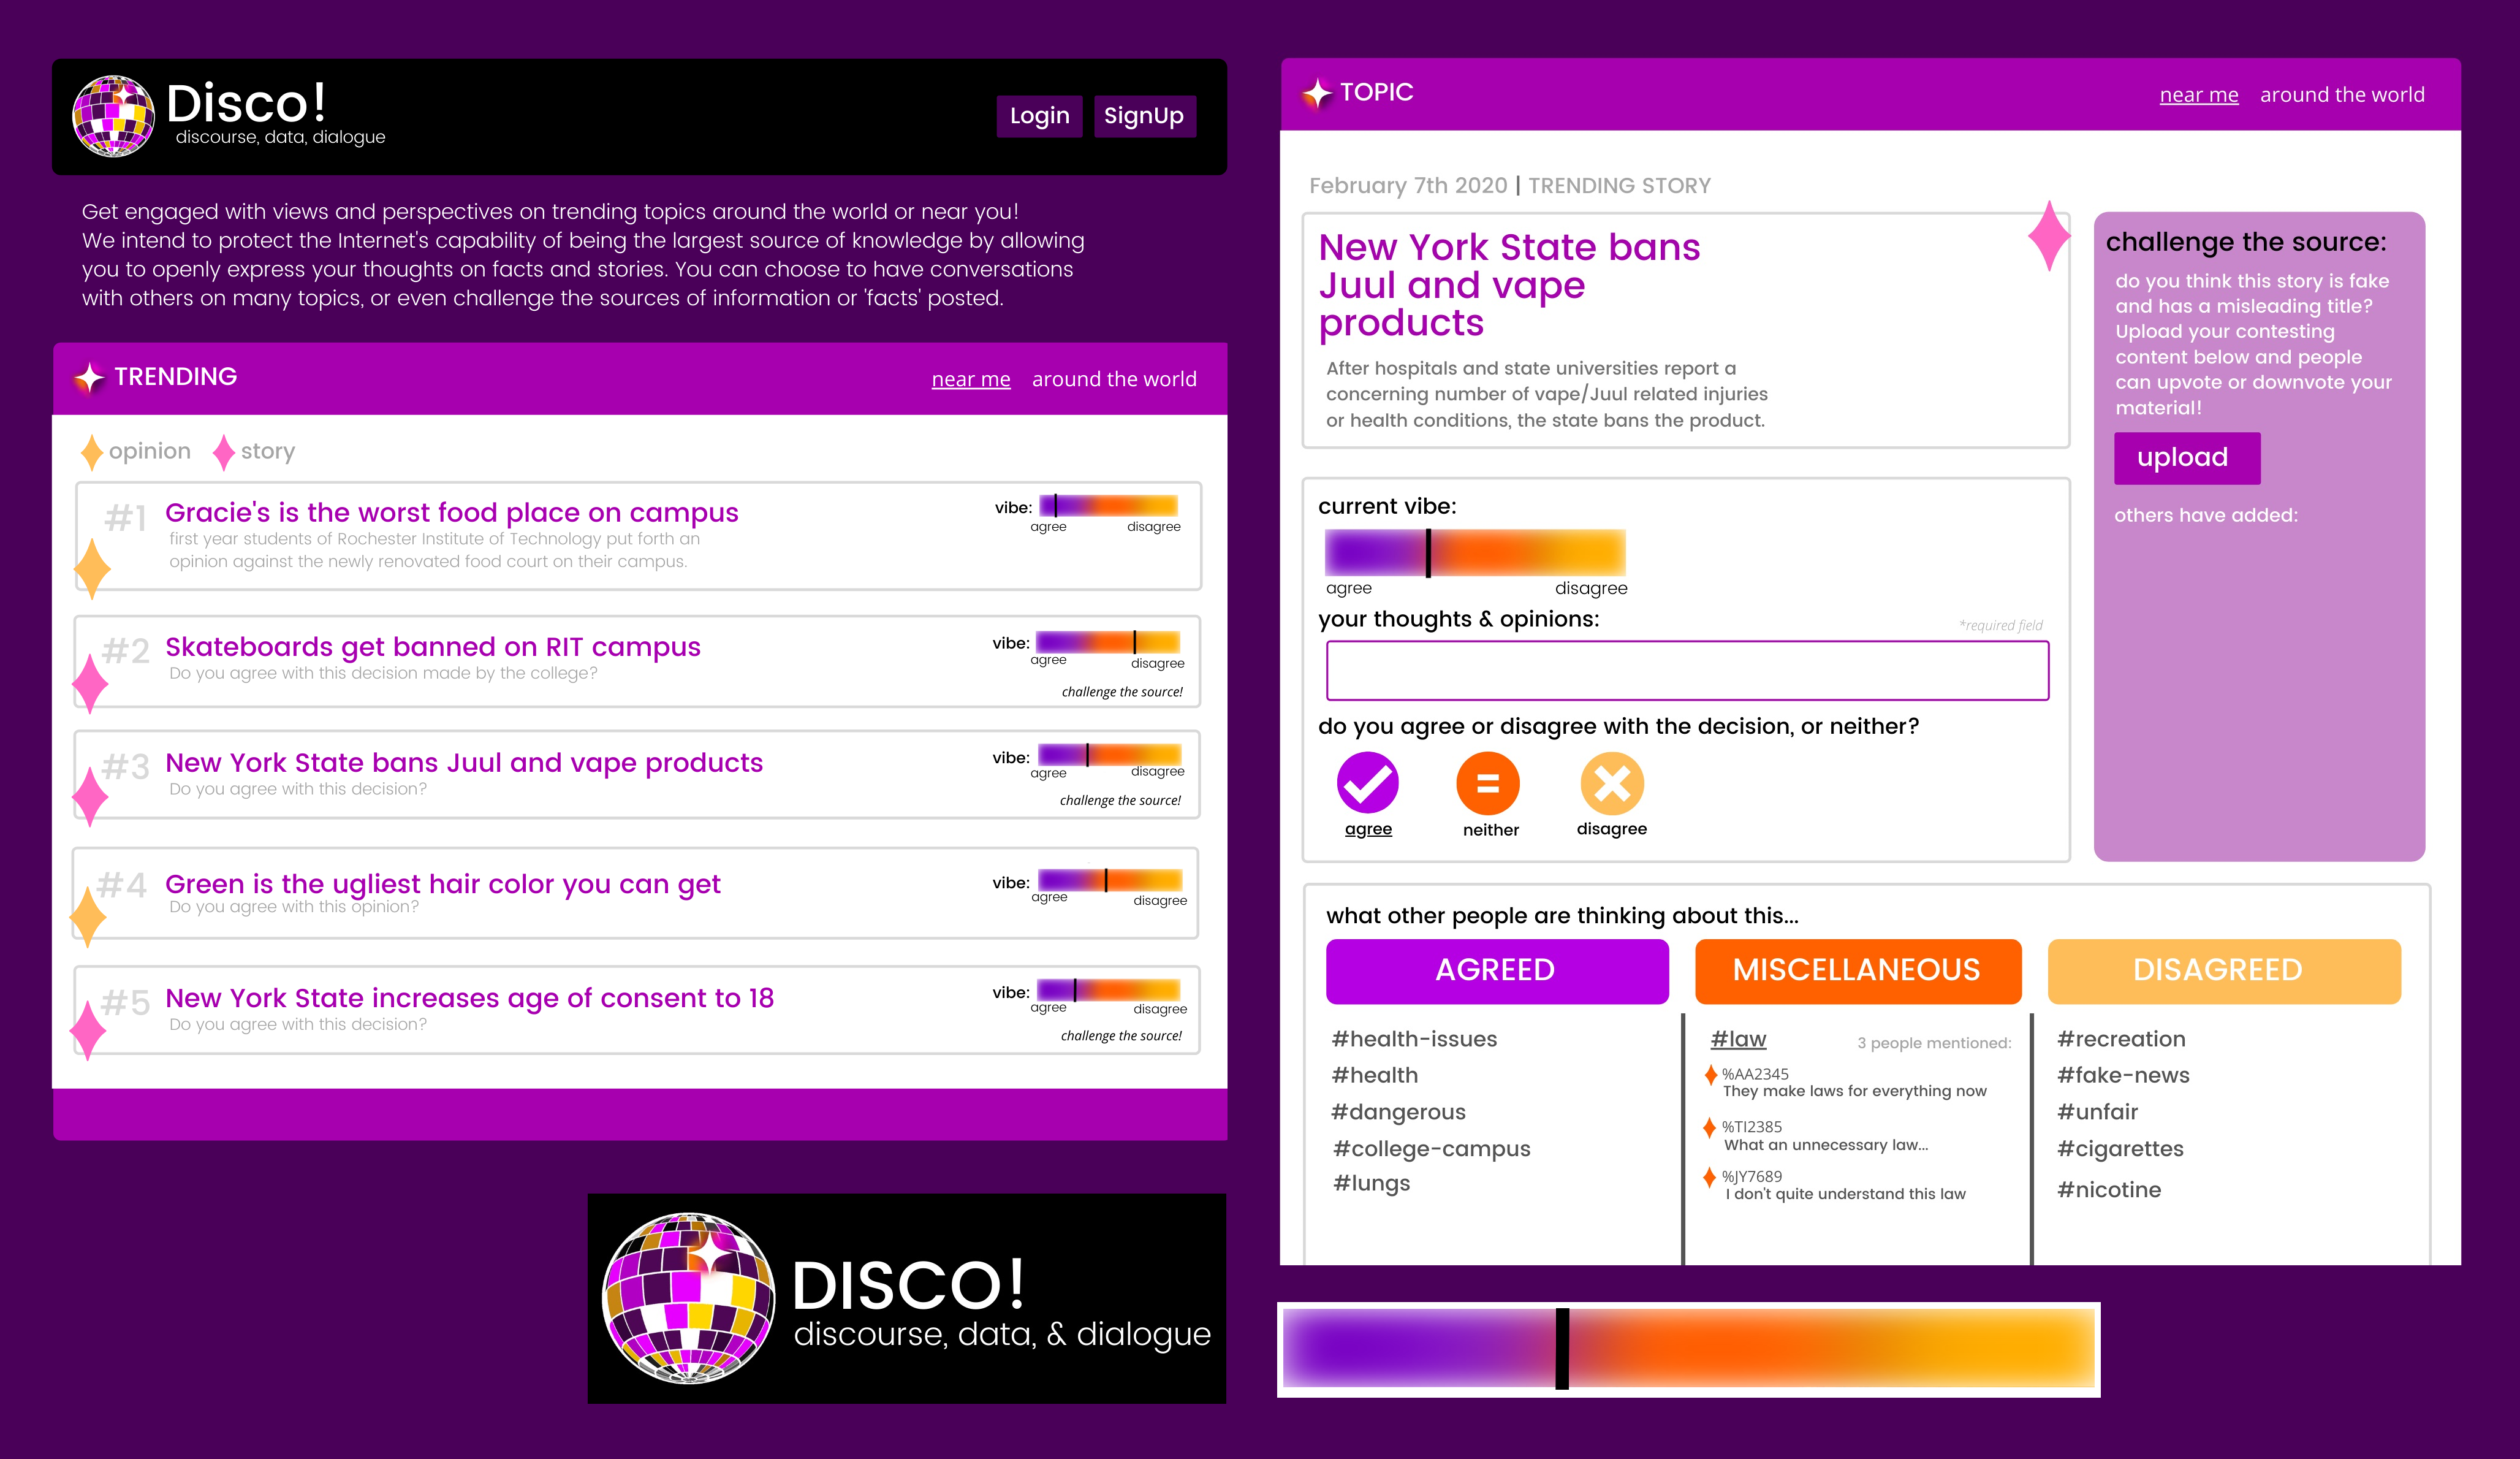 Disco!
discourse, data, dialogue
Login
SignUp
Get engaged with views and perspectives on trending topics around the world or near you!
We intend to protect the Internet's capability of being the largest source of knowledge by allowing
you to openly express your thoughts on facts and stories. You can choose to have conversations
with others on many topics, or even challenge the sources of information or 'facts' posted.
TRENDING
near me
around the world
opinion
story
#1
Gracie's is the worst food place on campus
first year students of Rochester Institute of Technology put forth an
opinion against the newly renovated food court on their campus.
vibe:
agree
disagree
#2
Skateboards get banned on RIT campus
Do you agree with this decision made by the college?
vibe:
agree
disagree
challenge the source!
#3
New York State bans Juul and vape products
Do you agree with this decision?
vibe:
agree
disagree
challenge the source!
#4
Green is the ugliest hair color you can get
Do you agree with this opinion?
vibe:
agree
disagree
#5
New York State increases age of consent to 18
Do you agree with this decision?
vibe:
agree
disagree
challenge the source!
DISCO!
discourse, data, & dialogue
TOPIC
near me
around the world
February 7th 2020 | TRENDING STORY
New York State bans
Juul and vape
products
After hospitals and state universities report a
concerning number of vape/Juul related injuries
or health conditions, the state bans the product.
challenge the source:
do you think this story is fake
and has a misleading title?
Upload your contesting
content below and people
can upvote or downvote your
material!
upload
others have added:
current vibe:
agree
disagree
your thoughts & opinions:
*required field
do you agree or disagree with the decision, or neither?
agree
neither
disagree
what other people are thinking about this...
AGREED
#health-issues
#health
#dangerous
#college-campus
#lungs
MISCELLANEOUS
#law
3 people mentioned:
%AA2345
They make laws for everything now
%TI2385
What an unnecessary law...
%JY7689
I don't quite understand this law
DISAGREED
#recreation
#fake-news
#unfair
#cigarettes
#nicotine